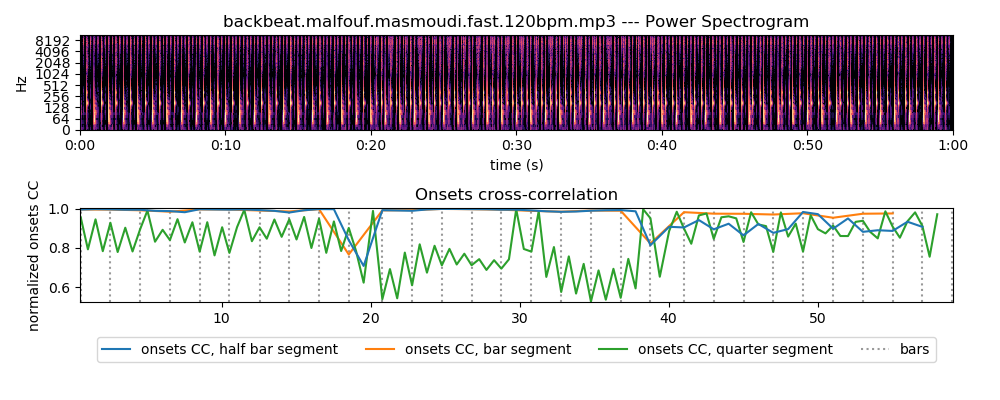 backbeat.malfouf.masmoudi.fast.120bpm.mp3 --- Power Spectrogram
8192
4096
2048
1024
512
256
128
64
0
Hz
0:00 0:10 0:20 0:30 0:40 0:50 1:00
time (s)
Onsets cross-correlation
1.0
0.8
0.6
normalized onsets CC
10 20 30 40 50
onsets CC, half bar segment onsets CC, bar segment onsets CC, quarter segment bars